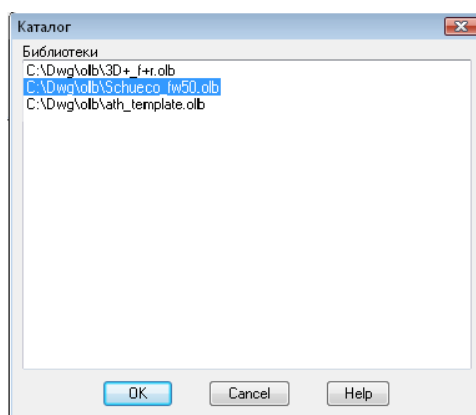 Каталог
Библиотеки
C:\Dwg\olb\3D+_f+r.olb
C:\Dwg\olb\Schueco_fw50.olb
C:\Dwg\olb\ath_template.olb
OK
Cancel
Help